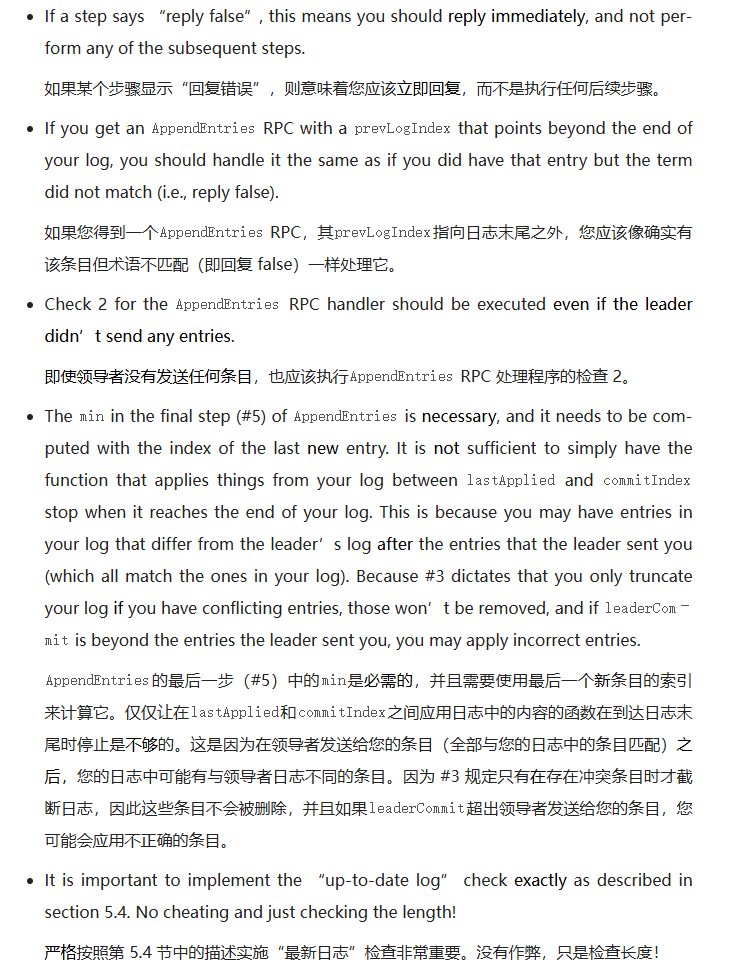 • If a step says “reply false”, this means you should reply immediately, and not per-
form any of the subsequent steps.
如果某个步骤显示“回复错误”，则意味着您应该立即回复，而不是执行任何后续步骤。
• If you get an AppendEntries RPC with a prevLogIndex that points beyond the end of
your log, you should handle it the same as if you did have that entry but the term
did not match (i.e., reply false).
如果您得到一个AppendEntries RPC，其prevLogIndex指向日志末尾之外，您应该像确实有
该条目但术语不匹配（即回复 false）一样处理它。
• Check 2 for the AppendEntries RPC handler should be executed even if the leader
didn’t send any entries.
即使领导者没有发送任何条目，也应该执行AppendEntries RPC 处理程序的检查 2。
• The min in the final step (#5) of AppendEntries is necessary, and it needs to be com-
puted with the index of the last new entry. It is not sufficient to simply have the
function that applies things from your log between lastApplied and commitIndex
stop when it reaches the end of your log. This is because you may have entries in
your log that differ from the leader’s log after the entries that the leader sent you
(which all match the ones in your log). Because #3 dictates that you only truncate
your log if you have conflicting entries, those won’t be removed, and if leaderCom-
mit is beyond the entries the leader sent you, you may apply incorrect entries.
AppendEntries的最后一步（#5）中的min是必需的，并且需要使用最后一个新条目的索引
来计算它。仅仅让在lastApplied和commitIndex之间应用日志中的内容的函数在到达日志末
尾时停止是不够的。这是因为在领导者发送给您的条目（全部与您的日志中的条目匹配）之
后，您的日志中可能有与领导者日志不同的条目。因为 #3 规定只有在存在冲突条目时才截
断日志，因此这些条目不会被删除，并且如果leaderCommit超出领导者发送给您的条目，您
可能会应用不正确的条目。
• It is important to implement the “up-to-date log” check exactly as described in
section 5.4. No cheating and just checking the length!
严格按照第 5.4 节中的描述实施“最新日志”检查非常重要。没有作弊，只是检查长度！